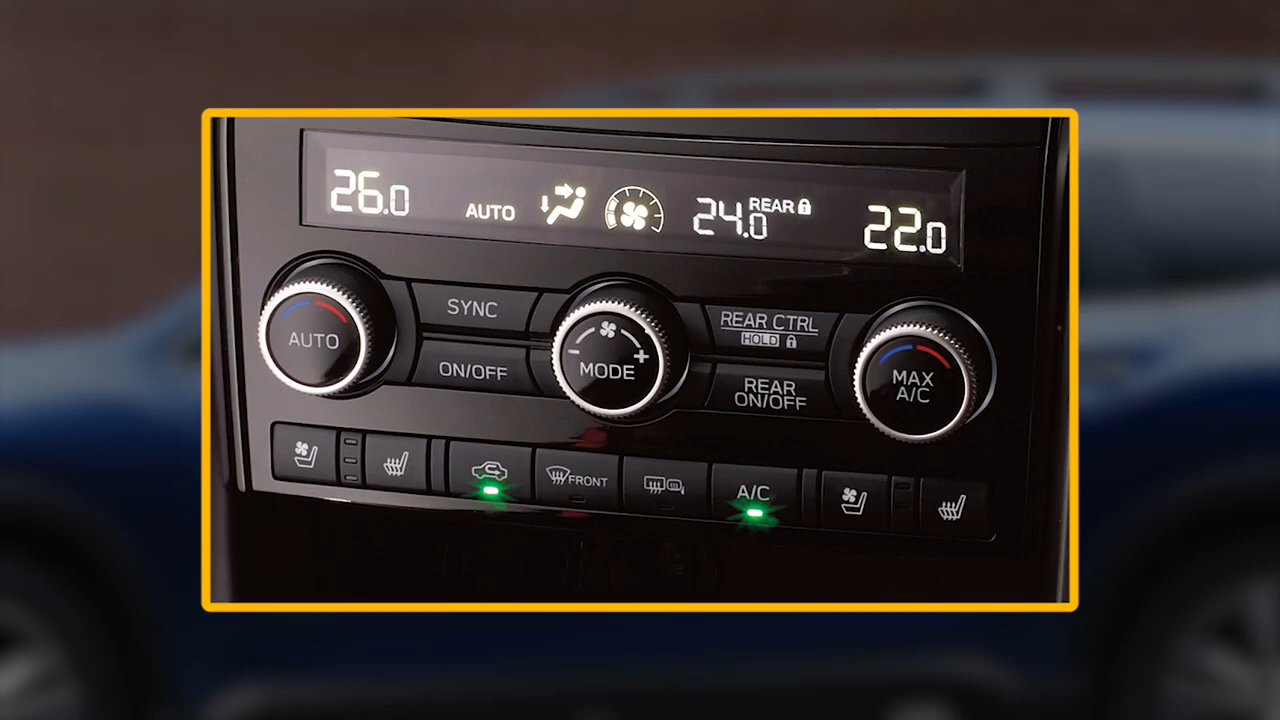 26.0
AUTO
24.0
REAR
22.0
AUTO
SYNC
ON/OFF
MODE
REAR CTRL
HOLD
REAR
ON/OFF
MAX
A/C
FRONT
A/C